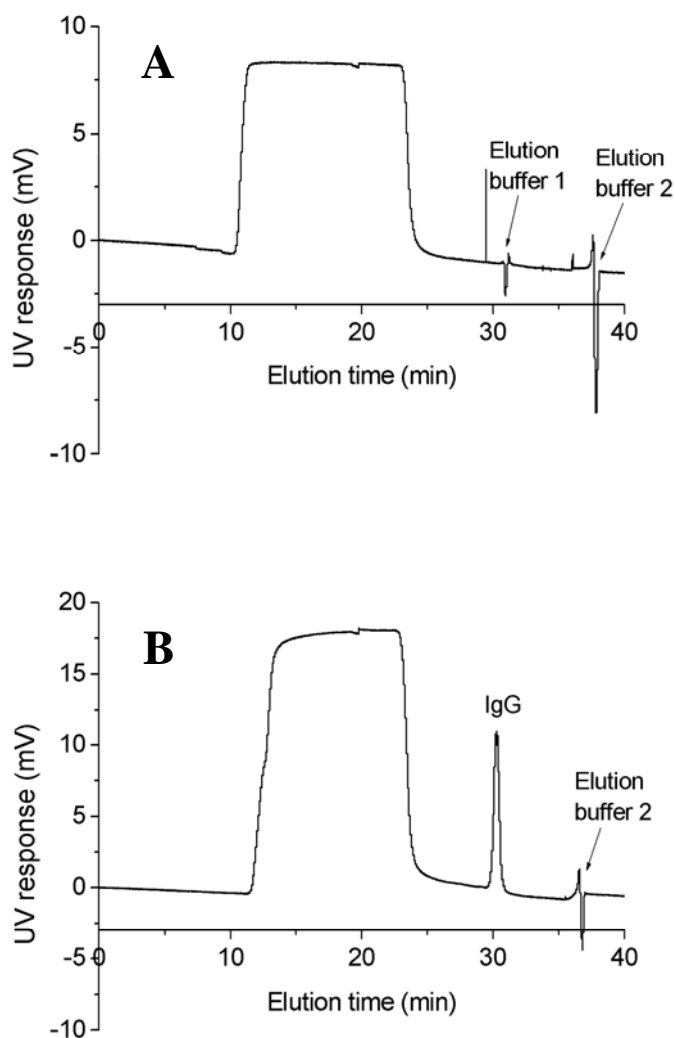 A
10
5
0
-5
-10
UV response (mV)
Elution
buffer 1
Elution
buffer 2
0 10 20 30 40
Elution time (min)
B
20
15
10
5
0
-5
-10
UV response (mV)
IgG
Elution
buffer 2
0 10 20 30 40
Elution time (min)